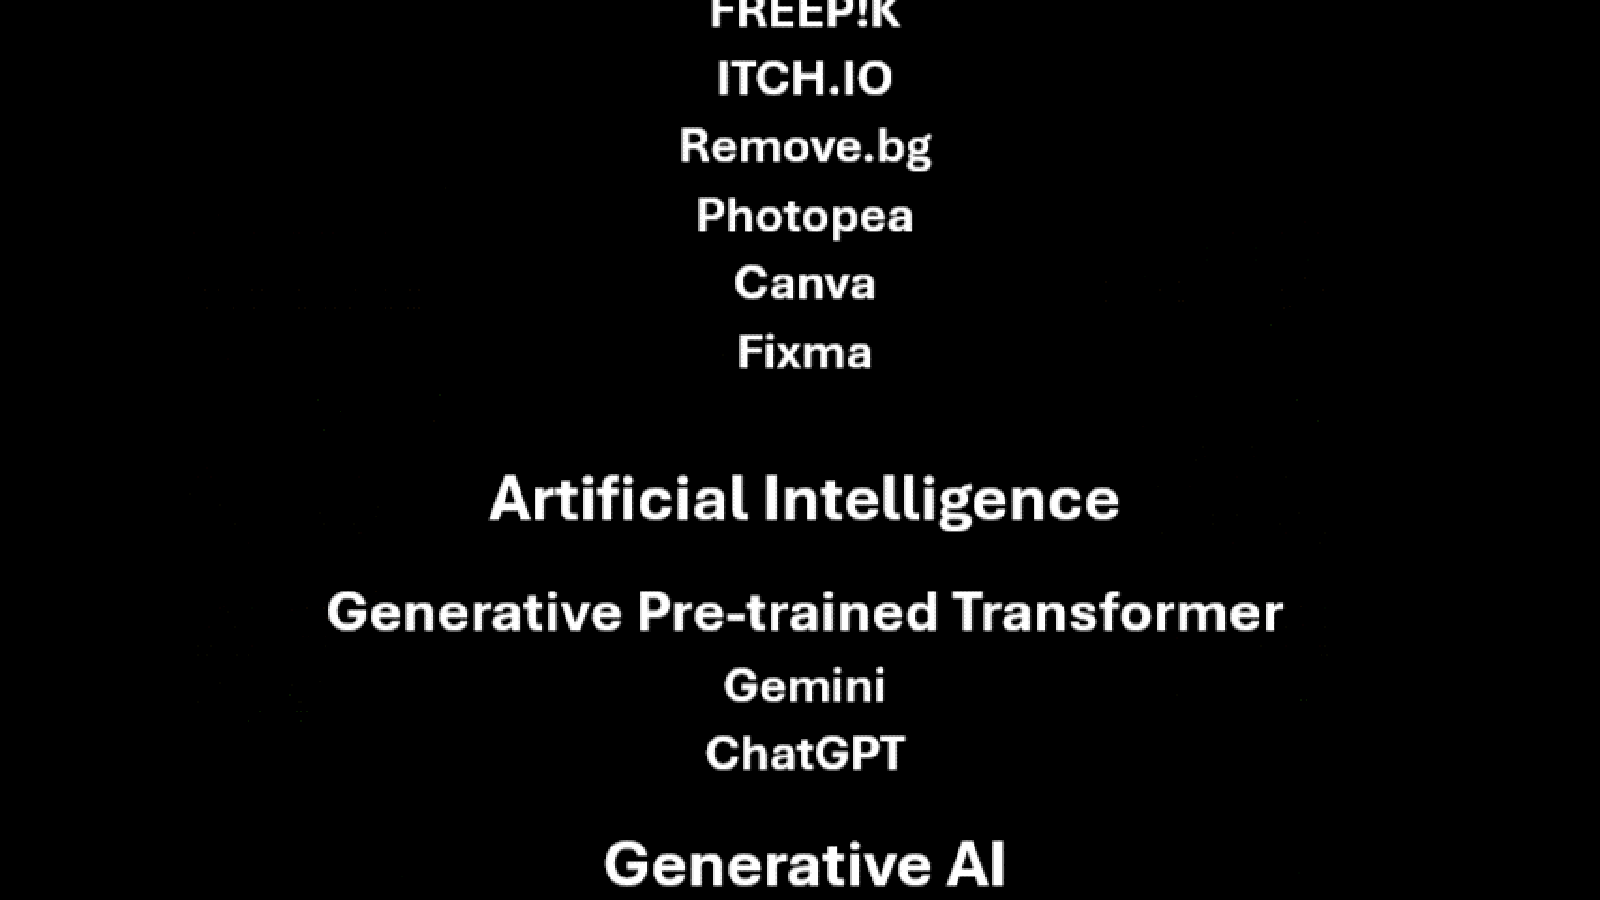 FREEP!K
ITCH.IO
Remove.bg
Photopea
Canva
Fixma
Artificial Intelligence
Generative Pre-trained Transformer
Gemini
ChatGPT
Generative AI